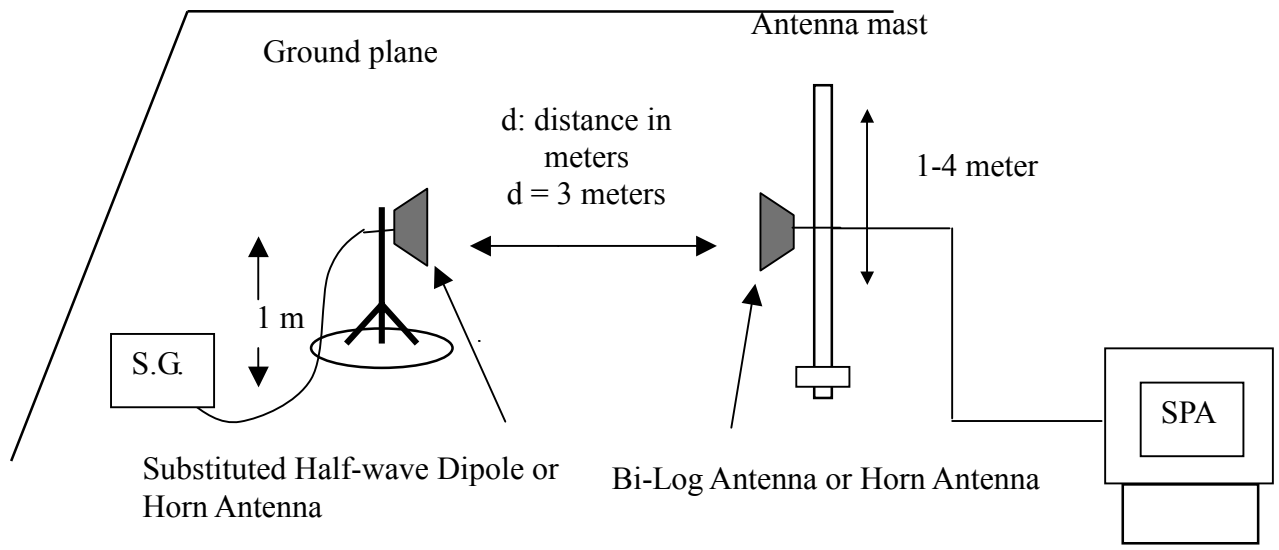 Antenna mast
Ground plane
d: distance in
meters
d = 3 meters
1-4 meter
1 m
S.G.
SPA
Substituted Half-wave Dipole or
Horn Antenna
Bi-Log Antenna or Horn Antenna